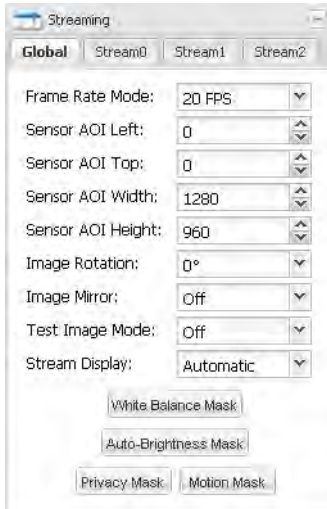 Streaming
Global Stream0 Stream1 Stream2
Frame Rate Mode: 20 FPS
Sensor AOI Left: 0
Sensor AOI Top: 0
Sensor AOI Width: 1280
Sensor AOI Height: 960
Image Rotation: 0°
Image Mirror: Off
Test Image Mode: Off
Stream Display: Automatic
White Balance Mask
Auto-Brightness Mask
Privacy Mask Motion Mask